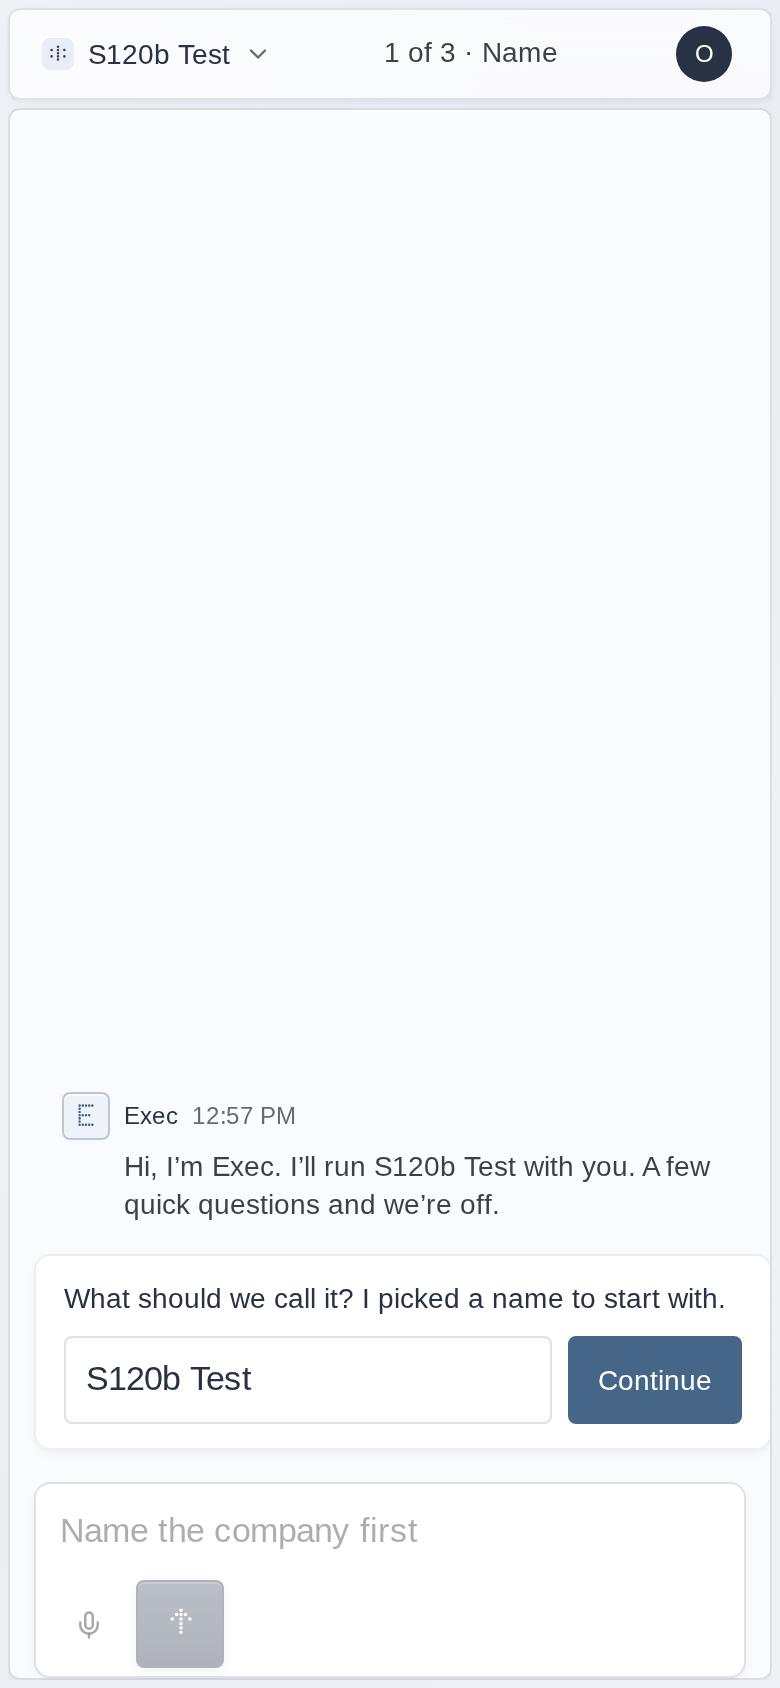 S120b Test
1 of 3 · Name
O
E
Exec 12:57 PM
Hi, I’m Exec. I’ll run S120b Test with you. A few
quick questions and we’re off.
What should we call it? I picked a name to start with.
S120b Test
Continue
Name the company first